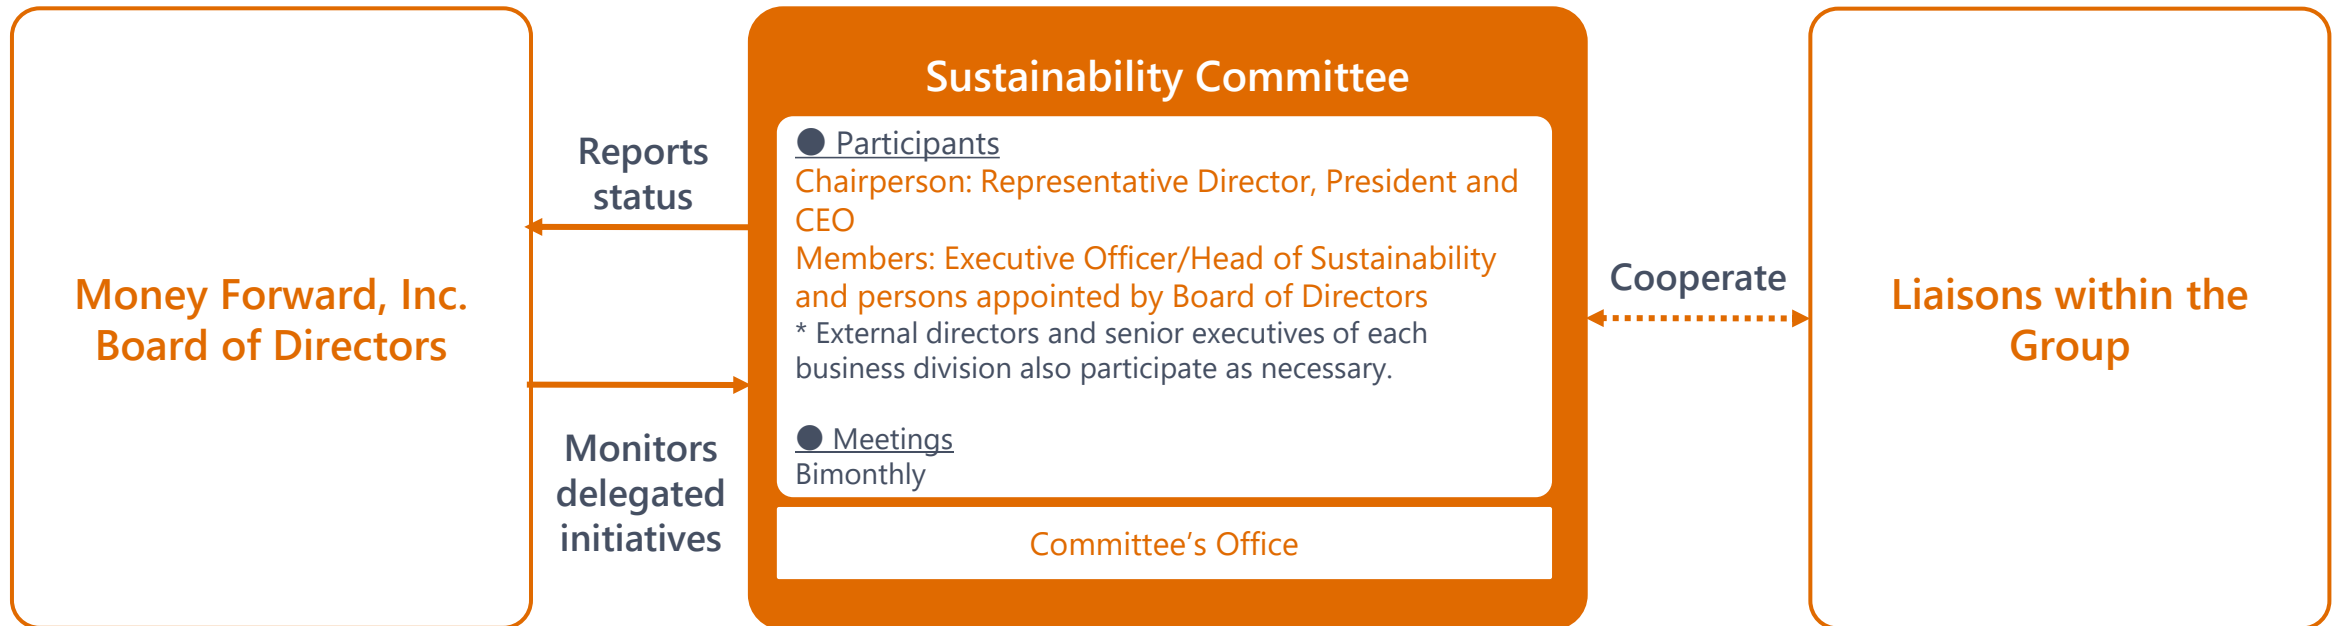 Money Forward, Inc.
Board of Directors
Reports
status
Monitors
delegated
initiatives
Sustainability Committee
● Participants
Chairperson: Representative Director, President and
CEO
Members: Executive Officer/Head of Sustainability
and persons appointed by Board of Directors
* External directors and senior executives of each
business division also participate as necessary.
● Meetings
Bimonthly
Committee’s Office
Cooperate
Liaisons within the
Group